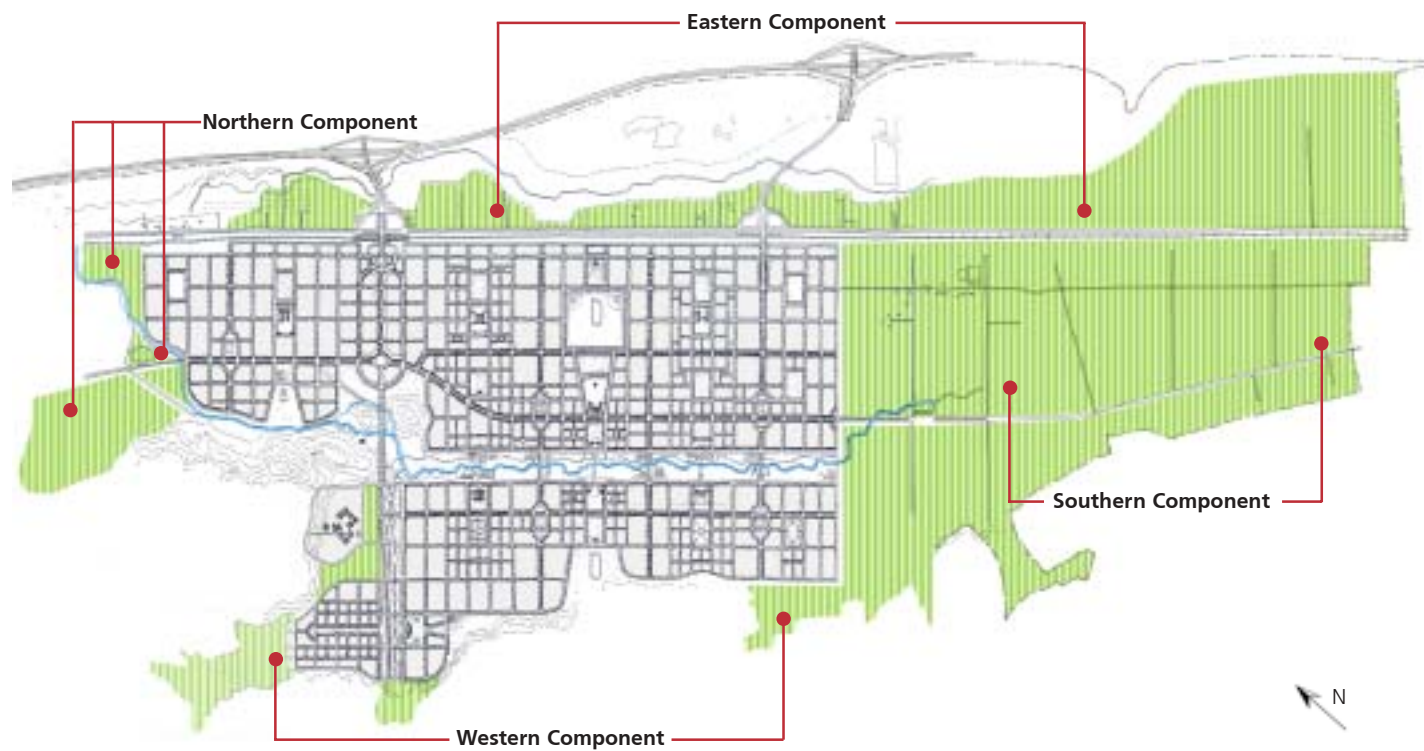 Eastern Component
Northern Component
Southern Component
N
Western Component